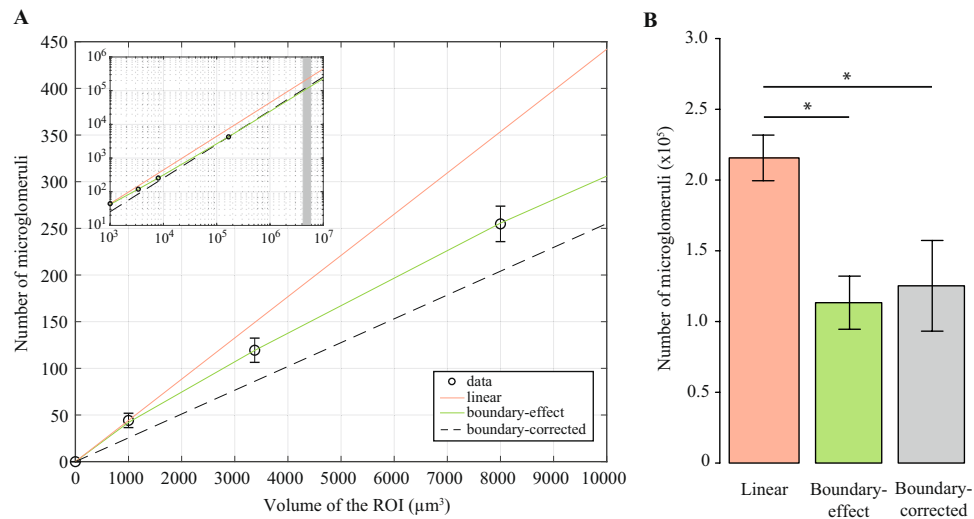 A
450
400
350
300
250
200
150
100
50
0
Number of microglomeruli
10⁶
10⁵
10⁴
10³
10²
10¹
10³ 10⁴ 10⁵ 10⁶ 10⁷
data
linear
boundary-effect
boundary-corrected
0 1000 2000 3000 4000 5000 6000 7000 8000 9000 10000
Volume of the ROI (µm³)
B
3.0
2.5
2.0
1.5
1.0
0.5
0
Number of microglomeruli (x10⁵)
*
*
Linear
Boundary-
effect
Boundary-
corrected